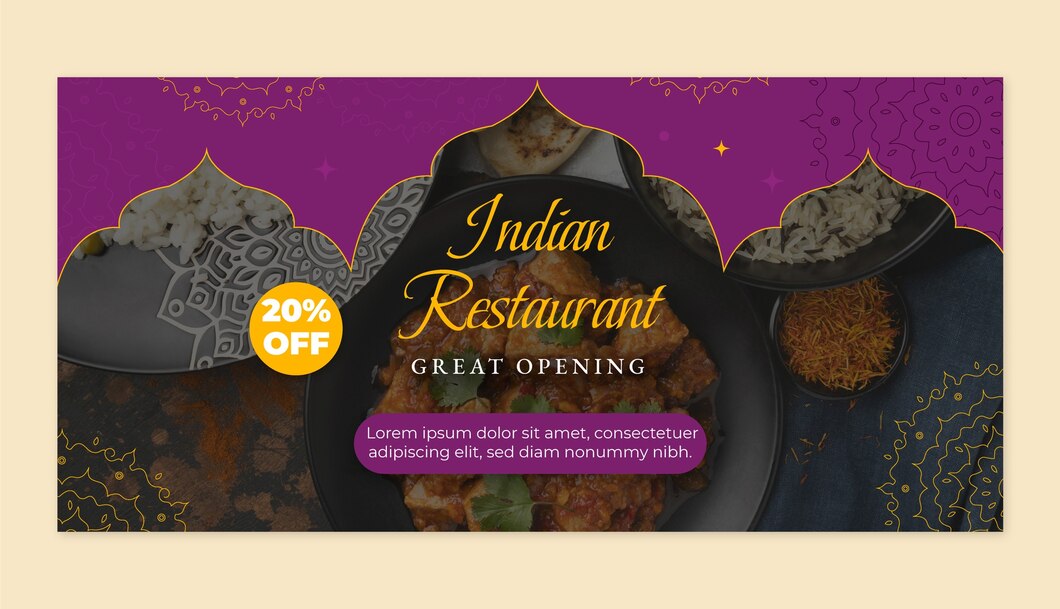 Indian
Restaurant
GREAT OPENING
20%
OFF
Lorem ipsum dolor sit amet, consectetuer
adipiscing elit, sed diam nonummy nibh.